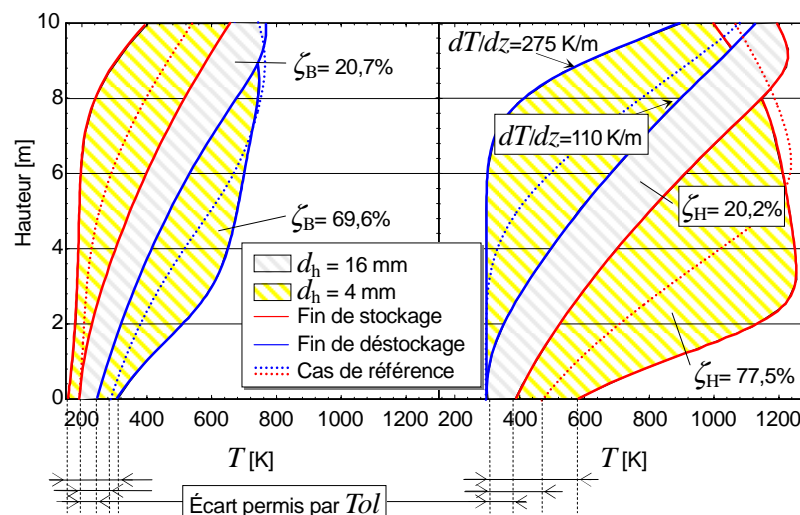 Hauteur [m]
10
8
6
4
2
0
ζB = 20,7%
ζB = 69,6%
dT/dz=275 K/m
dT/dz=110 K/m
ζH = 20,2%
ζH = 77,5%
dh = 16 mm
dh = 4 mm
Fin de stockage
Fin de déstockage
Cas de référence
200 400 600 800 1000 1200
200 400 600 800 1000 1200
T [K]
T [K]
Écart permis par Tol